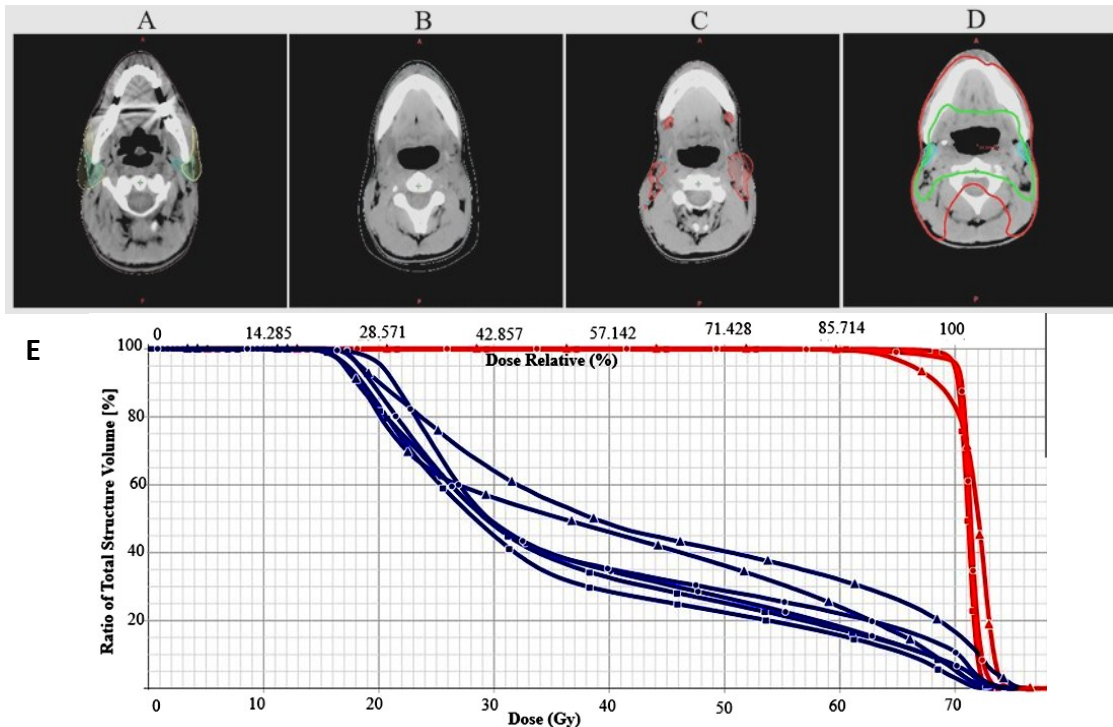 A B C D
A A A A
P P P P
E
0 14.285 28.571 42.857 57.142 71.428 85.714 100
Dose Relative (%)
100
80
60
40
20
0
Ratio of Total Structure Volume [%]
0 10 20 30 40 50 60 70
Dose (Gy)